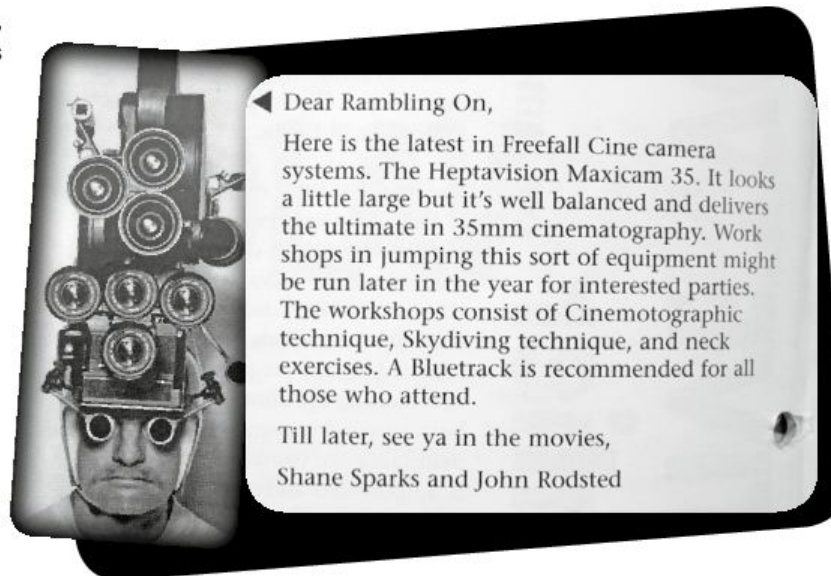 Dear Rambling On,
Here is the latest in Freefall Cine camera
systems. The Heptavision Maxicam 35. It looks
a little large but it's well balanced and delivers
the ultimate in 35mm cinematography. Work
shops in jumping this sort of equipment might
be run later in the year for interested parties.
The workshops consist of Cinemotographic
technique, Skydiving technique, and neck
exercises. A Bluetrack is recommended for all
those who attend.
Till later, see ya in the movies,
Shane Sparks and John Rodsted